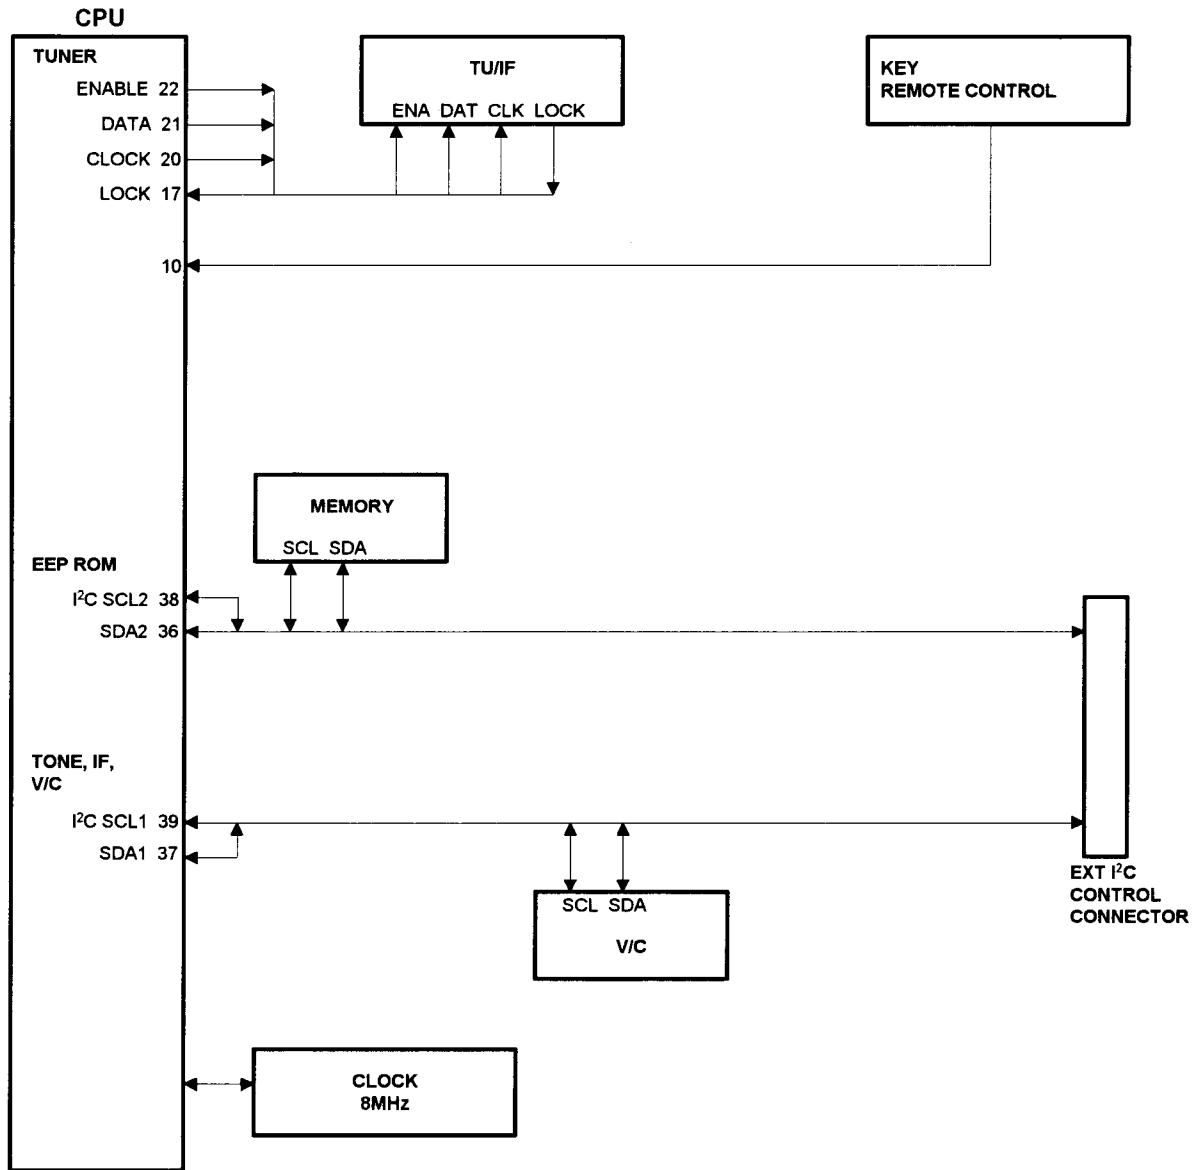 CPU
TUNER
ENABLE 22
DATA 21
CLOCK 20
LOCK 17
10
TU/IF
ENA DAT CLK LOCK
KEY
REMOTE CONTROL
MEMORY
SCL SDA
EEP ROM
I²C SCL2 38
SDA2 36
TONE, IF,
V/C
I²C SCL1 39
SDA1 37
SCL SDA
V/C
EXT I²C
CONTROL
CONNECTOR
CLOCK
8MHz